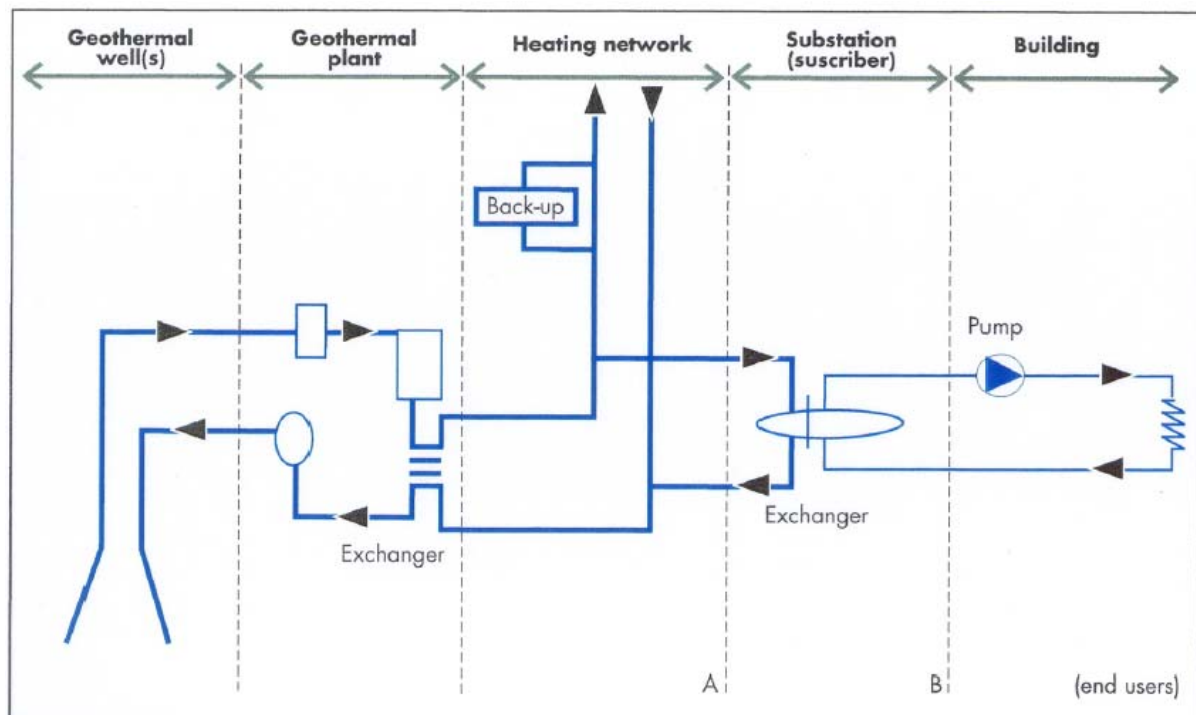 Geothermal
well(s)
Geothermal
plant
Heating network
Substation
(suscriber)
Building
Back-up
Pump
Exchanger
Exchanger
A
B
(end users)